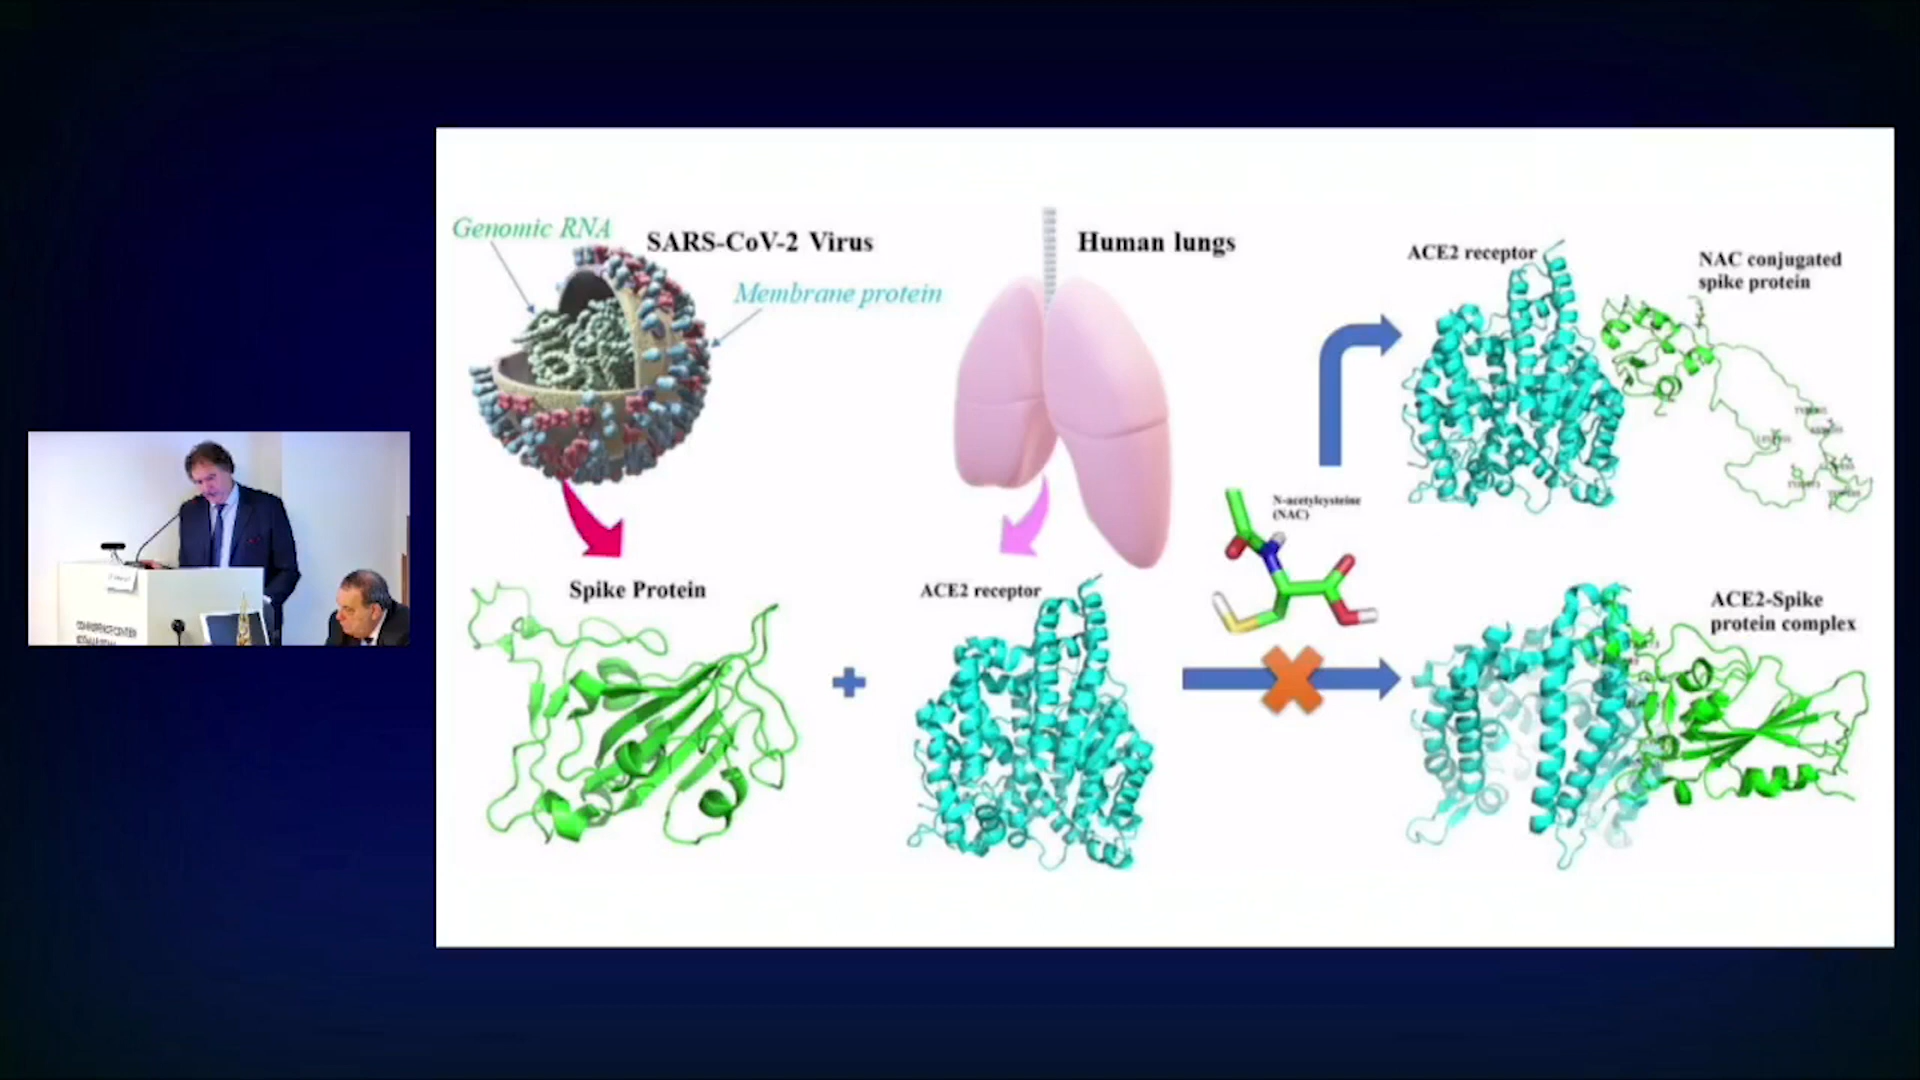 Genomic RNA
SARS-CoV-2 Virus
Membrane protein
Human lungs
ACE2 receptor
NAC conjugated
spike protein
N-acetylcysteine
(NAC)
Spike Protein
ACE2 receptor
ACE2-Spike
protein complex